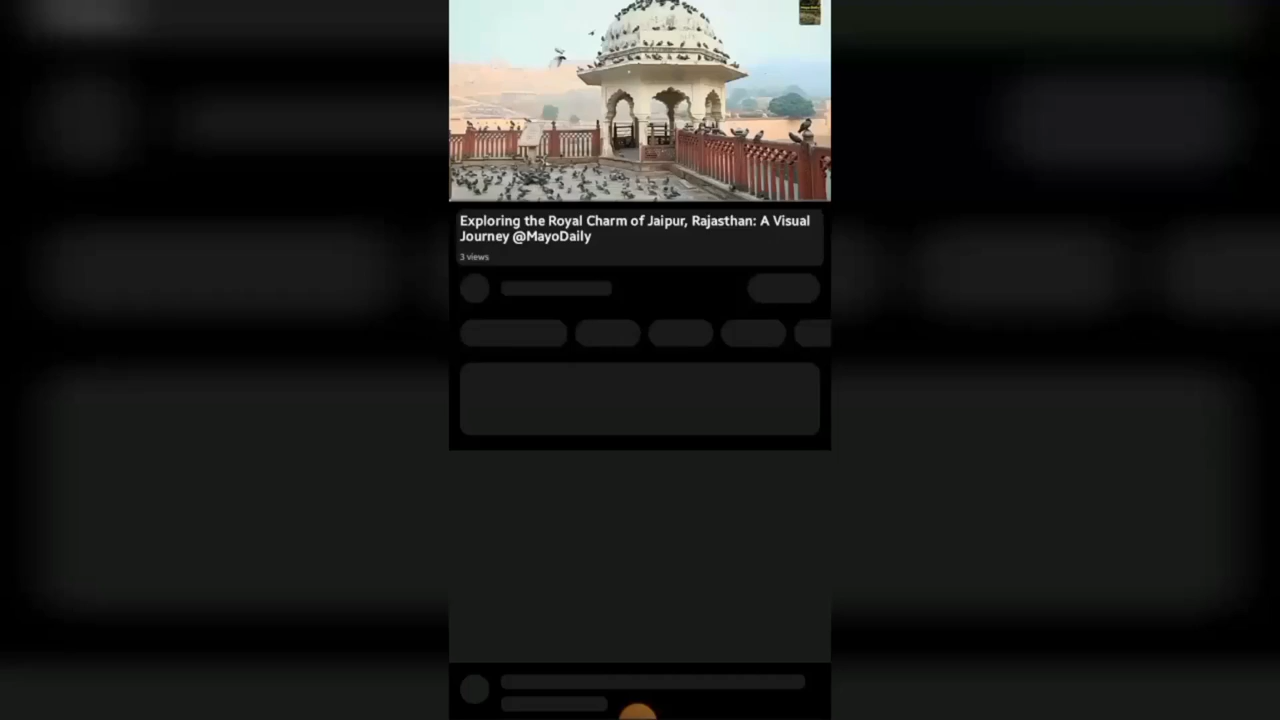 Exploring the Royal Charm of Jaipur, Rajasthan: A Visual
Journey @MayoDaily
3 views